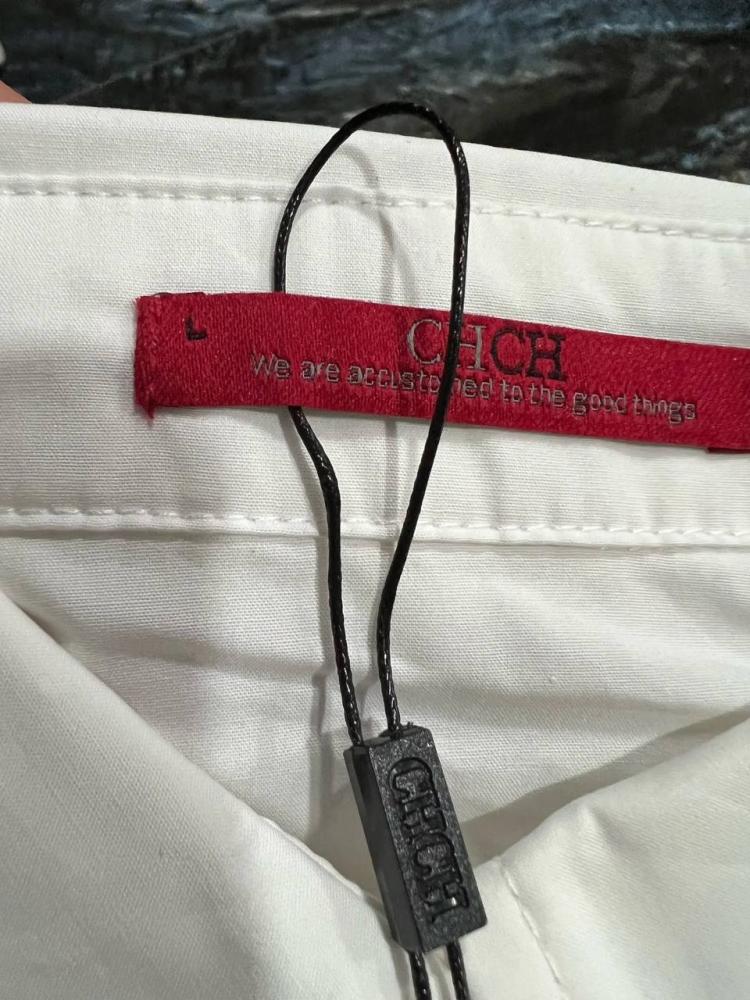 L
CHCH
We are accustomed to the good things
CHCH